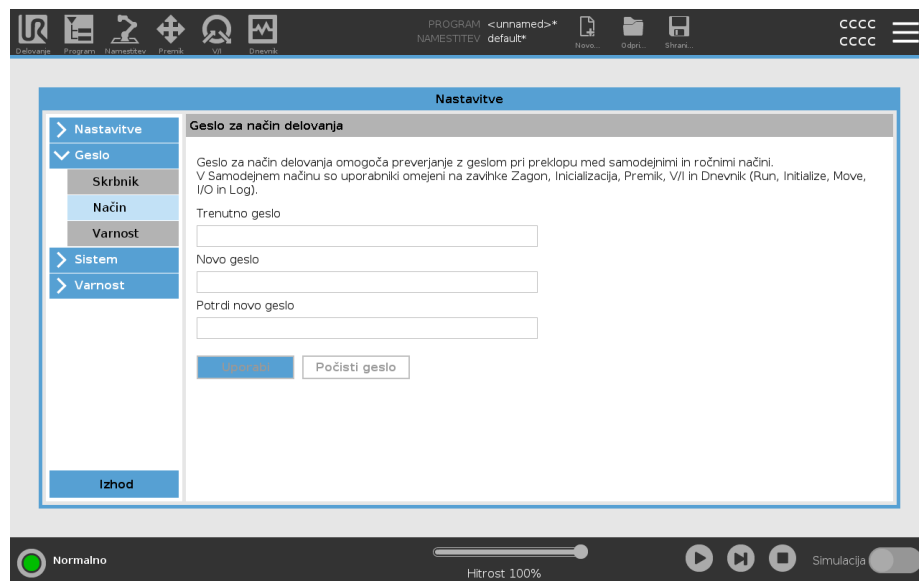 PROGRAM <unnamed>*
NAMESTITEV default*
CCCC
CCCC
Delovanje Program Namestitev Premik V/I Dnevnik Novo... Odpri... Shrani...
Nastavitve
Nastavitve
Geslo
Skrbnik
Način
Varnost
Sistem
Varnost
Izhod
Geslo za način delovanja
Geslo za način delovanja omogoča preverjanje z geslom pri preklopu med samodejnimi in ročnimi načini.
V Samodejnem načinu so uporabniki omejeni na zavihke Zagon, Inicializacija, Premik, V/I in Dnevnik (Run, Initialize, Move,
I/O in Log).
Trenutno geslo
Novo geslo
Potrdi novo geslo
Uporabi Počisti geslo
Normalno
Hitrost 100%
Simulacija